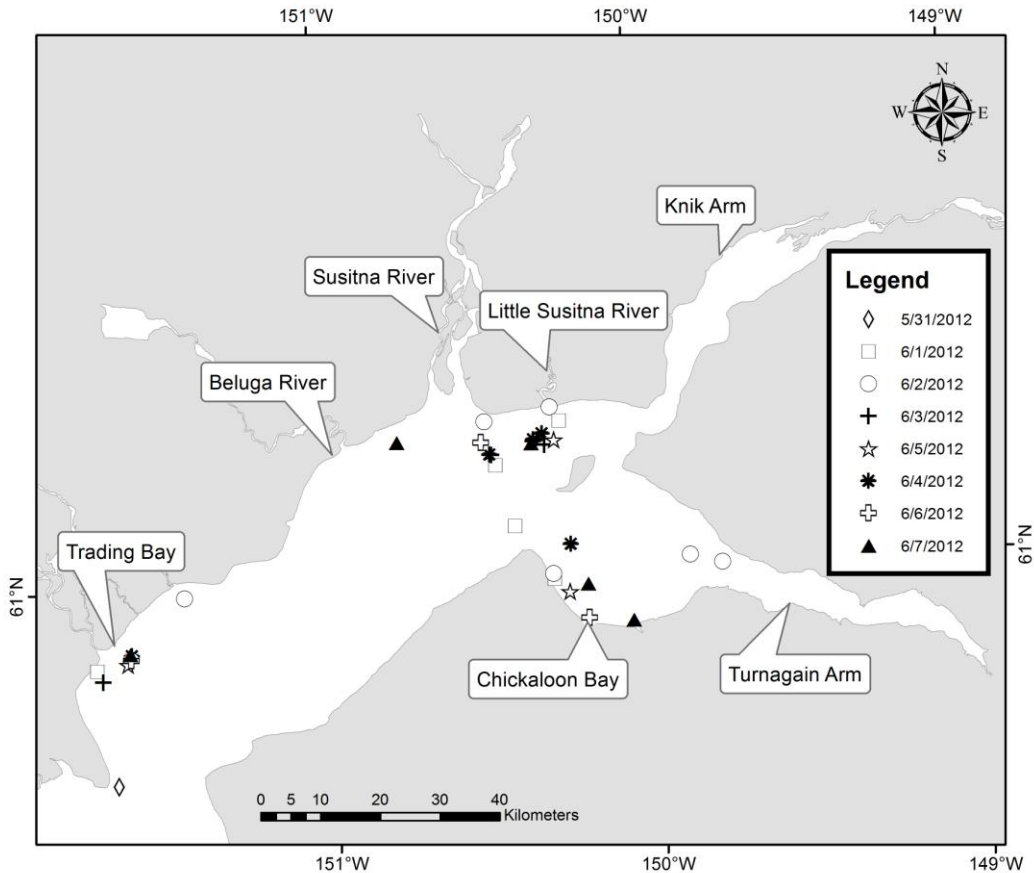 151°W
150°W
149°W
N
W
E
S
Knik Arm
Susitna River
Little Susitna River
Beluga River
Legend
5/31/2012
6/1/2012
6/2/2012
6/3/2012
6/5/2012
6/4/2012
6/6/2012
6/7/2012
Trading Bay
61°N
61°N
Chickaloon Bay
Turnagain Arm
0 5 10 20 30 40
Kilometers
151°W
150°W
149°W